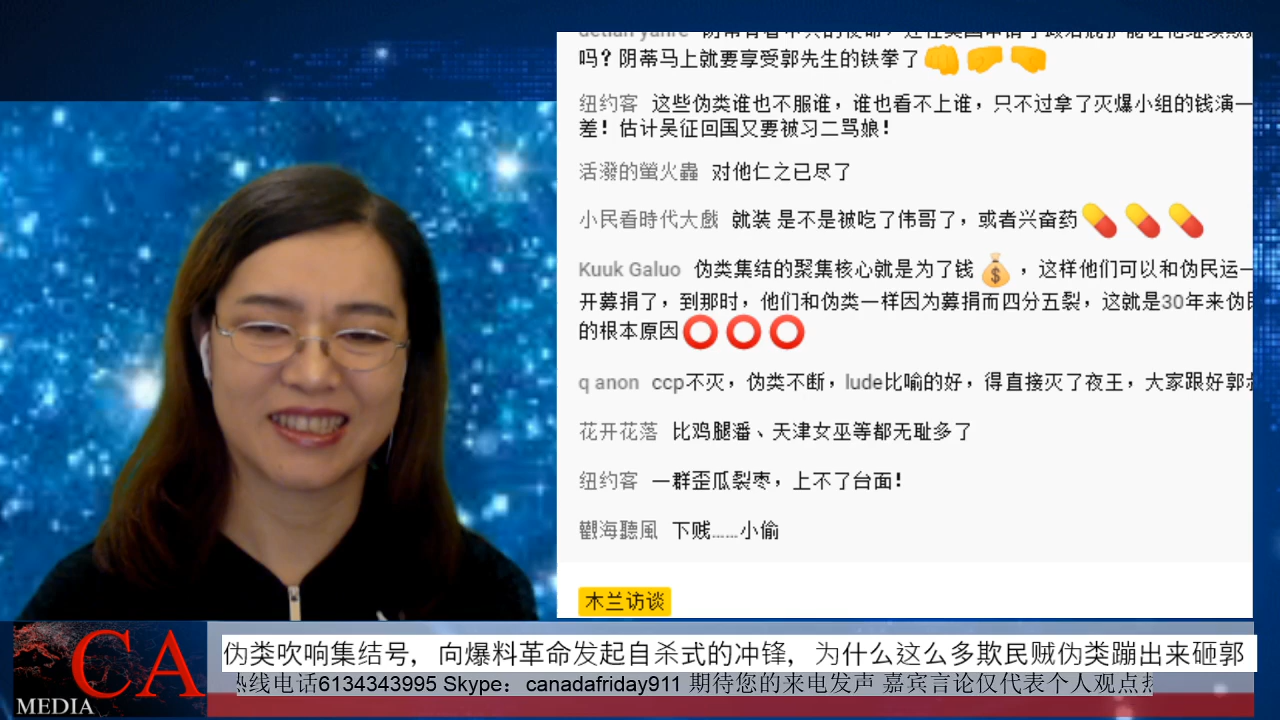 吗？阴蒂马上就要享受郭先生的铁拳了
纽约客 这些伪类谁也不服谁，谁也看不上谁，只不过拿了灭爆小组的钱演一
差！估计吴征回国又要被习二骂娘！
活潑的螢火蟲 对他仁之已尽了
小民看時代大戲 就装 是不是被吃了伟哥了，或者兴奋药
Kuuk Galuo 伪类集结的聚集核心就是为了钱，这样他们可以和伪民运一
开募捐了，到那时，他们和伪类一样因为募捐而四分五裂，这就是30年来伪民
的根本原因
q anon ccp不灭，伪类不断，lude比喻的好，得直接灭了夜王，大家跟好郭
花开花落 比鸡腿潘、天津女巫等都无耻多了
纽约客 一群歪瓜裂枣，上不了台面！
觀海聽風 下贱……小偷
木兰访谈
伪类吹响集结号，向爆料革命发起自杀式的冲锋，为什么这么多欺民贼伪类蹦出来砸郭
热线电话6134343995 Skype：canadafriday911 期待您的来电发声 嘉宾言论仅代表个人观点
CA
MEDIA